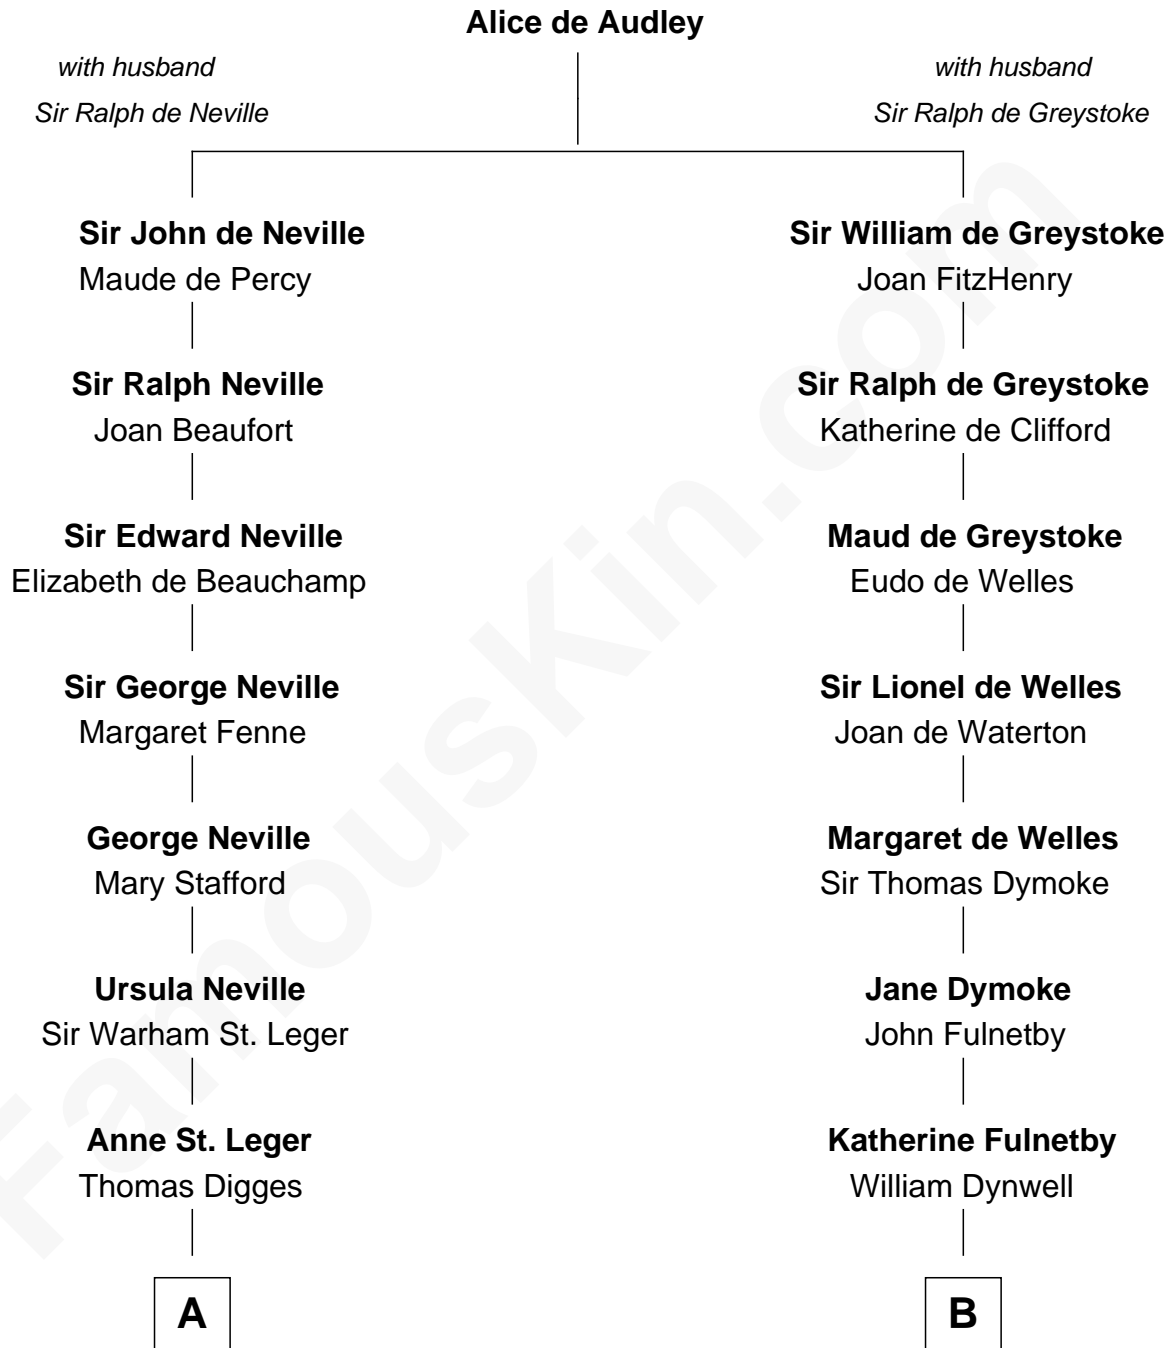 Alice de Audley
with husband
Sir Ralph de Neville
with husband
Sir Ralph de Greystoke
Sir John de Neville
Maude de Percy
Sir William de Greystoke
Joan FitzHenry
Sir Ralph Neville
Joan Beaufort
Sir Ralph de Greystoke
Katherine de Clifford
Sir Edward Neville
Elizabeth de Beauchamp
Maud de Greystoke
Eudo de Welles
Sir George Neville
Margaret Fenne
Sir Lionel de Welles
Joan de Waterton
George Neville
Mary Stafford
Margaret de Welles
Sir Thomas Dymoke
Ursula Neville
Sir Warham St. Leger
Jane Dymoke
John Fulnetby
Anne St. Leger
Thomas Digges
Katherine Fulnetby
William Dynwell
A
B
FamousKin.com